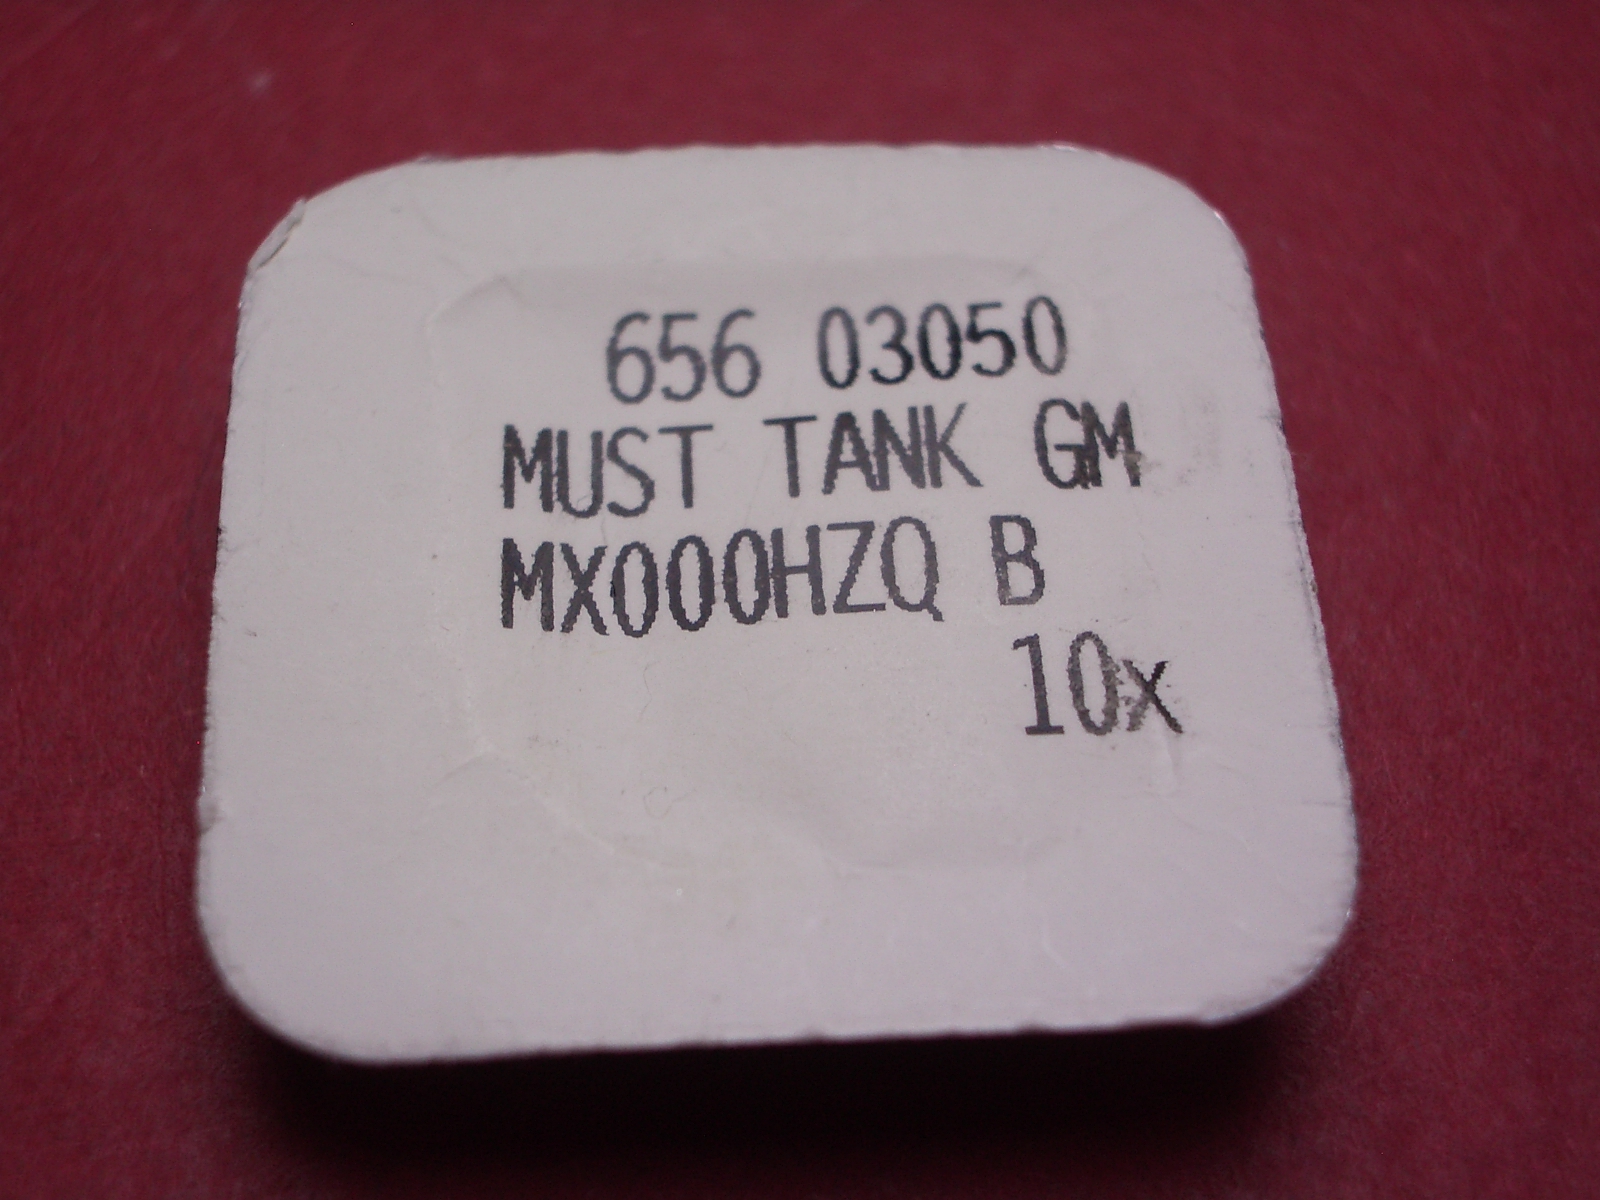 656 03050
MUST TANK GM
MX000HZQ B
10x